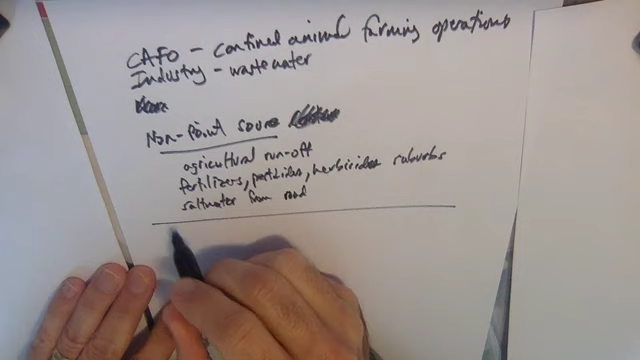 CAFO - confined animal farming operations
Industry - wastewater
Non-Point source
agricultural run-off
fertilizers, pesticides, herbicides suburbs
saltwater from road